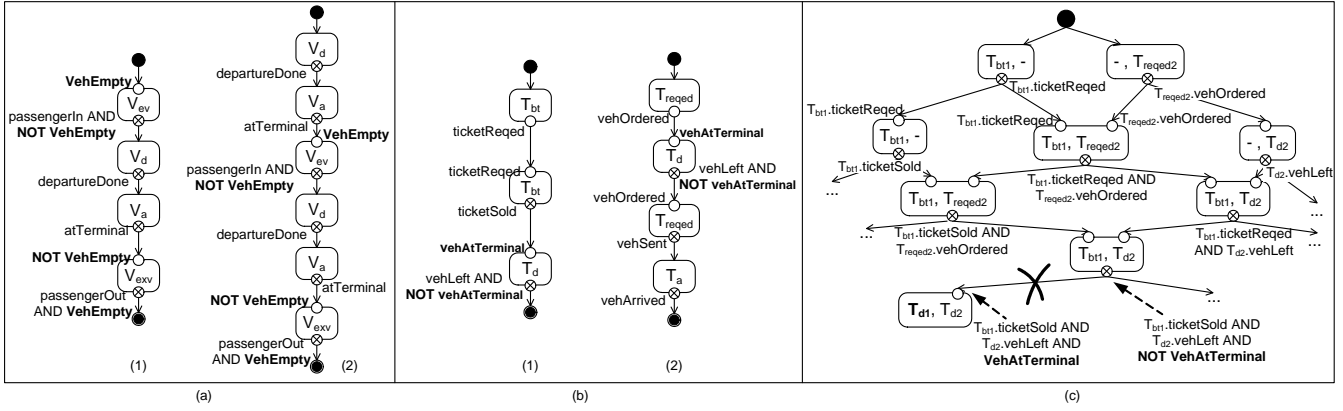 VehEmpty
V_ev
passengerIn AND
NOT VehEmpty
V_d
departureDone
V_a
atTerminal
NOT VehEmpty
V_exv
passengerOut
AND VehEmpty
(1)
V_d
departureDone
V_a
atTerminal
VehEmpty
V_ev
passengerIn AND
NOT VehEmpty
V_d
departureDone
V_a
atTerminal
NOT VehEmpty
V_exv
passengerOut
AND VehEmpty
(2)
(a)
T_bt
ticketReqed
ticketReqed
T_bt
ticketSold
vehAtTerminal
T_d
vehLeft AND
NOT vehAtTerminal
(1)
T_reqed
vehOrdered
vehAtTerminal
T_d
vehLeft AND
NOT vehAtTerminal
vehOrdered
T_reqed
vehSent
T_a
vehArrived
(2)
(b)
T_bt1, -
- , T_reqed2
T_bt1.ticketReqed
T_reqed2.vehOrdered
T_bt1.ticketReqed
T_bt1.ticketReqed
T_reqed2.vehOrdered
T_bt1, -
T_bt1, T_reqed2
- , T_d2
T_bt1.ticketSold
T_bt1.ticketReqed AND
T_reqed2.vehOrdered
T_d2.vehLeft
...
T_bt1, T_reqed2
T_bt1, T_d2
...
...
T_bt1.ticketSold AND
T_reqed2.vehOrdered
T_bt1.ticketReqed
AND T_d2.vehLeft
...
T_bt1, T_d2
...
T_d1, T_d2
T_bt1.ticketSold AND
T_d2.vehLeft AND
VehAtTerminal
T_bt1.ticketSold AND
T_d2.vehLeft AND
NOT VehAtTerminal
(c)